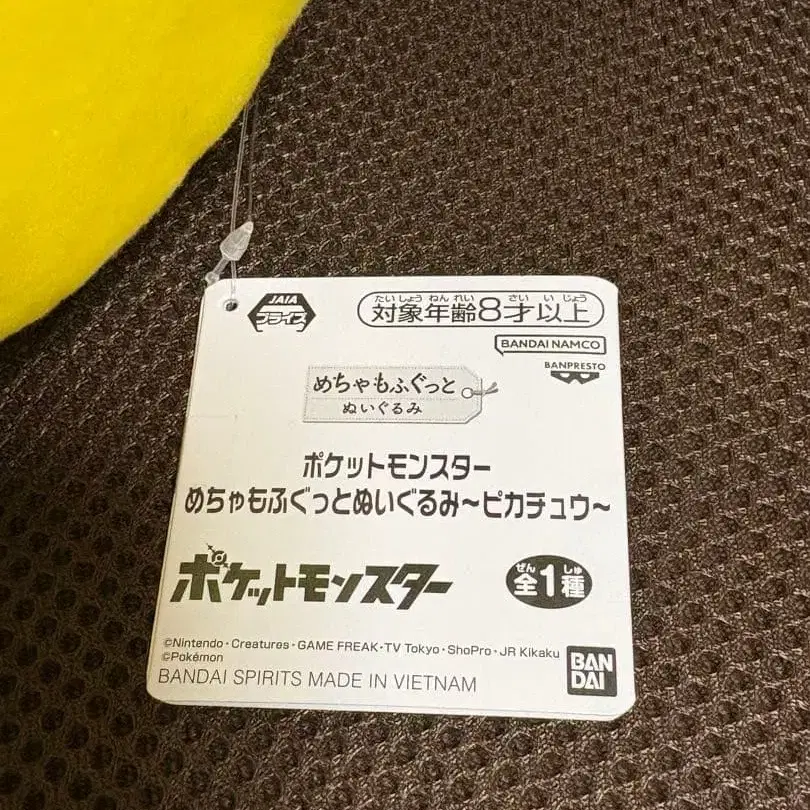 JAIA
プライズ
たいしょう ねん れい さい い じょう
対象年齢8才以上
BANDAI NAMCO
BANPRESTO
めちゃもふぐっと
ぬいぐるみ
ポケットモンスター
めちゃもふぐっとぬいぐるみ~ピカチュウ~
ポケットモンスター
ぜん しゅ
全1種
©Nintendo・Creatures・GAME FREAK・TV Tokyo・ShoPro・JR Kikaku
©Pokémon
BANDAI SPIRITS MADE IN VIETNAM
BAN
DAI